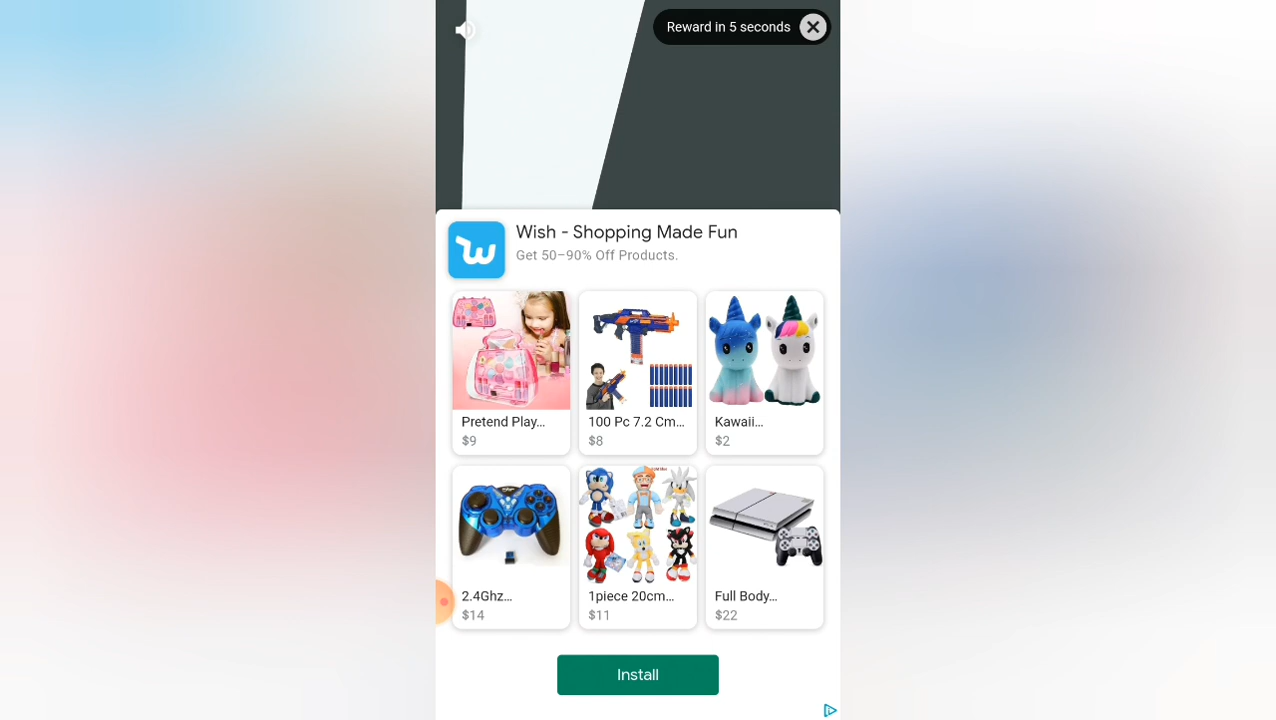 Reward in 5 seconds
Wish - Shopping Made Fun
Get 50–90% Off Products.
Pretend Play...
$9
100 Pc 7.2 Cm...
$8
Kawaii...
$2
2.4Ghz...
$14
1piece 20cm...
$11
Full Body...
$22
Install